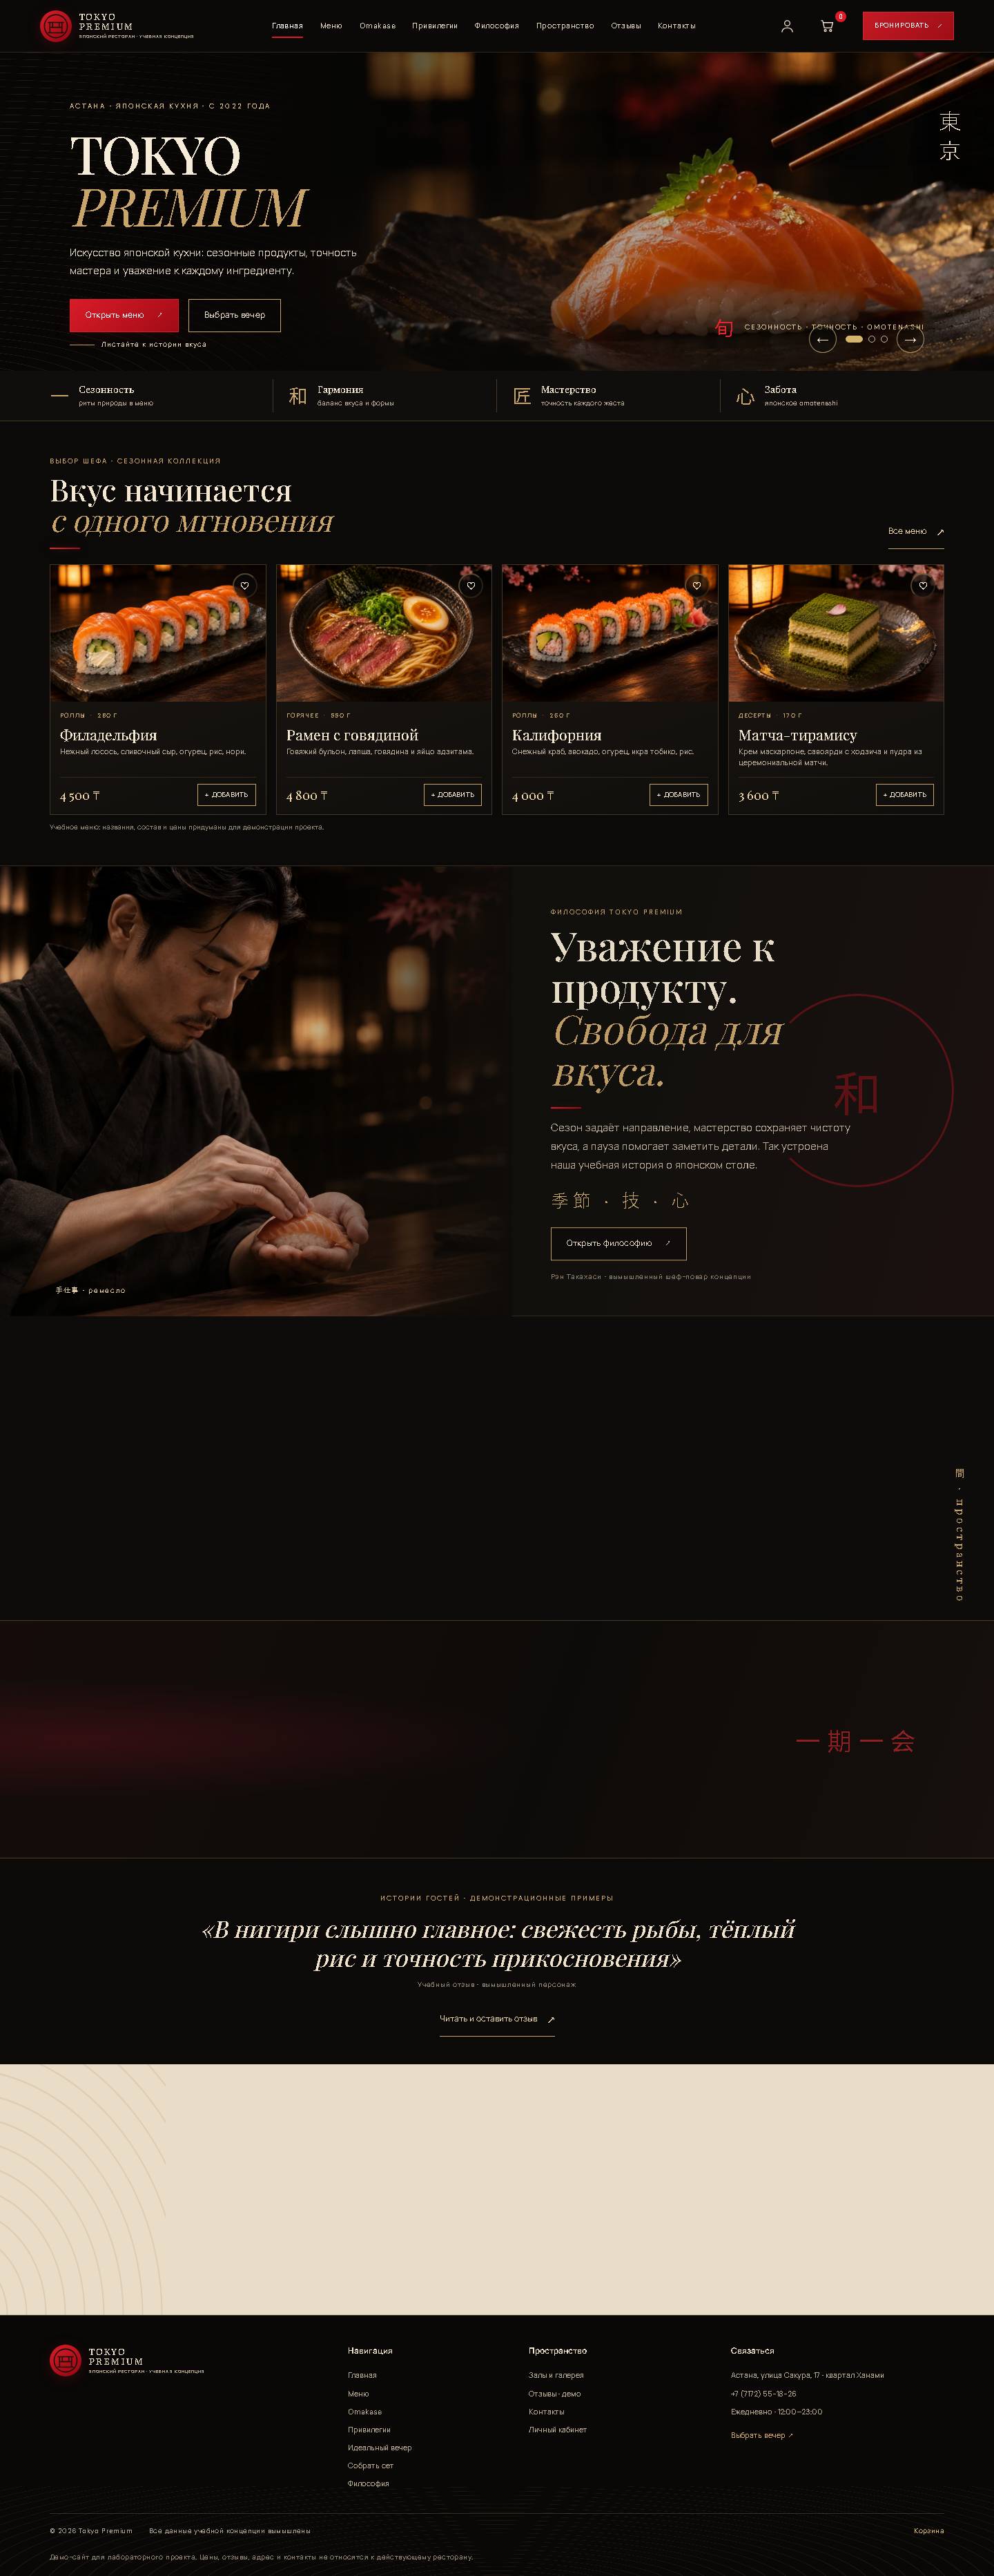 TOKYO
PREMIUM
ЯПОНСКИЙ РЕСТОРАН · УЧЕБНАЯ КОНЦЕПЦИЯ
Главная Меню Omakase Привилегии Философия Пространство Отзывы Контакты
0
БРОНИРОВАТЬ ↗
АСТАНА · ЯПОНСКАЯ КУХНЯ · С 2022 ГОДА
TOKYO
PREMIUM
東京
Искусство японской кухни: сезонные продукты, точность
мастера и уважение к каждому ингредиенту.
Открыть меню ↗ Выбрать вечер
Листайте к истории вкуса
旬 СЕЗОННОСТЬ · ТОЧНОСТЬ · OMOTENASHI
← →
一 Сезонность
ритм природы в меню
和 Гармония
баланс вкуса и формы
匠 Мастерство
точность каждого жеста
心 Забота
японское omotenashi
ВЫБОР ШЕФА · СЕЗОННАЯ КОЛЛЕКЦИЯ
Вкус начинается
с одного мгновения
Все меню ↗
РОЛЛЫ · 280 Г
Филадельфия
Нежный лосось, сливочный сыр, огурец, рис, нори.
4 500 ₸ + ДОБАВИТЬ
ГОРЯЧЕЕ · 550 Г
Рамен с говядиной
Говяжий бульон, лапша, говядина и яйцо адзитама.
4 800 ₸ + ДОБАВИТЬ
РОЛЛЫ · 260 Г
Калифорния
Снежный краб, авокадо, огурец, икра тобико, рис.
4 000 ₸ + ДОБАВИТЬ
ДЕСЕРТЫ · 170 Г
Матча-тирамису
Крем маскарпоне, савоярди с ходзича и пудра из
церемониальной матчи.
3 600 ₸ + ДОБАВИТЬ
Учебное меню: названия, состав и цены придуманы для демонстрации проекта.
手仕事 · ремесло
ФИЛОСОФИЯ TOKYO PREMIUM
Уважение к
продукту.
Свобода для
вкуса.
和
Сезон задаёт направление, мастерство сохраняет чистоту
вкуса, а пауза помогает заметить детали. Так устроена
наша учебная история о японском столе.
季節 · 技 · 心
Открыть философию ↗
Рэн Такахаси · вымышленный шеф-повар концепции
間 · пространство
一期一会
ИСТОРИИ ГОСТЕЙ · ДЕМОНСТРАЦИОННЫЕ ПРИМЕРЫ
«В нигири слышно главное: свежесть рыбы, тёплый
рис и точность прикосновения»
Учебный отзыв · вымышленный персонаж
Читать и оставить отзыв ↗
TOKYO
PREMIUM
ЯПОНСКИЙ РЕСТОРАН · УЧЕБНАЯ КОНЦЕПЦИЯ
Навигация
Главная
Меню
Omakase
Привилегии
Идеальный вечер
Собрать сет
Философия
Пространство
Залы и галерея
Отзывы · демо
Контакты
Личный кабинет
Связаться
Астана, улица Сакура, 17 · квартал Ханами
+7 (7172) 55-18-26
Ежедневно · 12:00–23:00
Выбрать вечер ↗
© 2026 Tokyo Premium Все данные учебной концепции вымышлены Корзина
Демо-сайт для лабораторного проекта. Цены, отзывы, адрес и контакты не относятся к действующему ресторану.